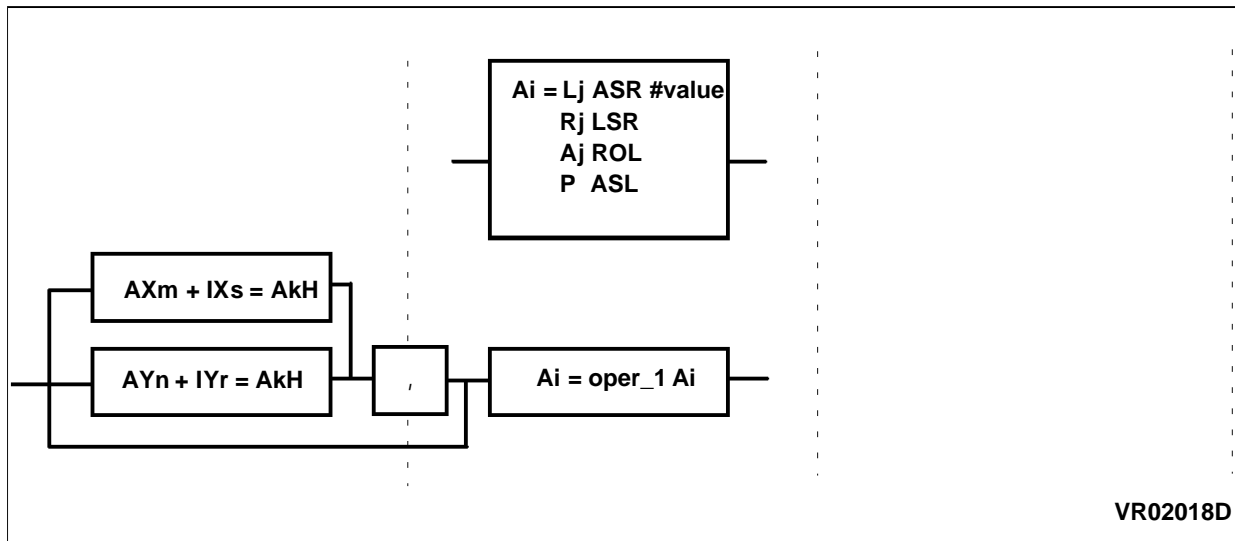 Ai = Lj ASR #value
Rj LSR
Aj ROL
P ASL
AXm + IXs = AkH
AYn + IYr = AkH
,
Ai = oper_1 Ai
VR02018D